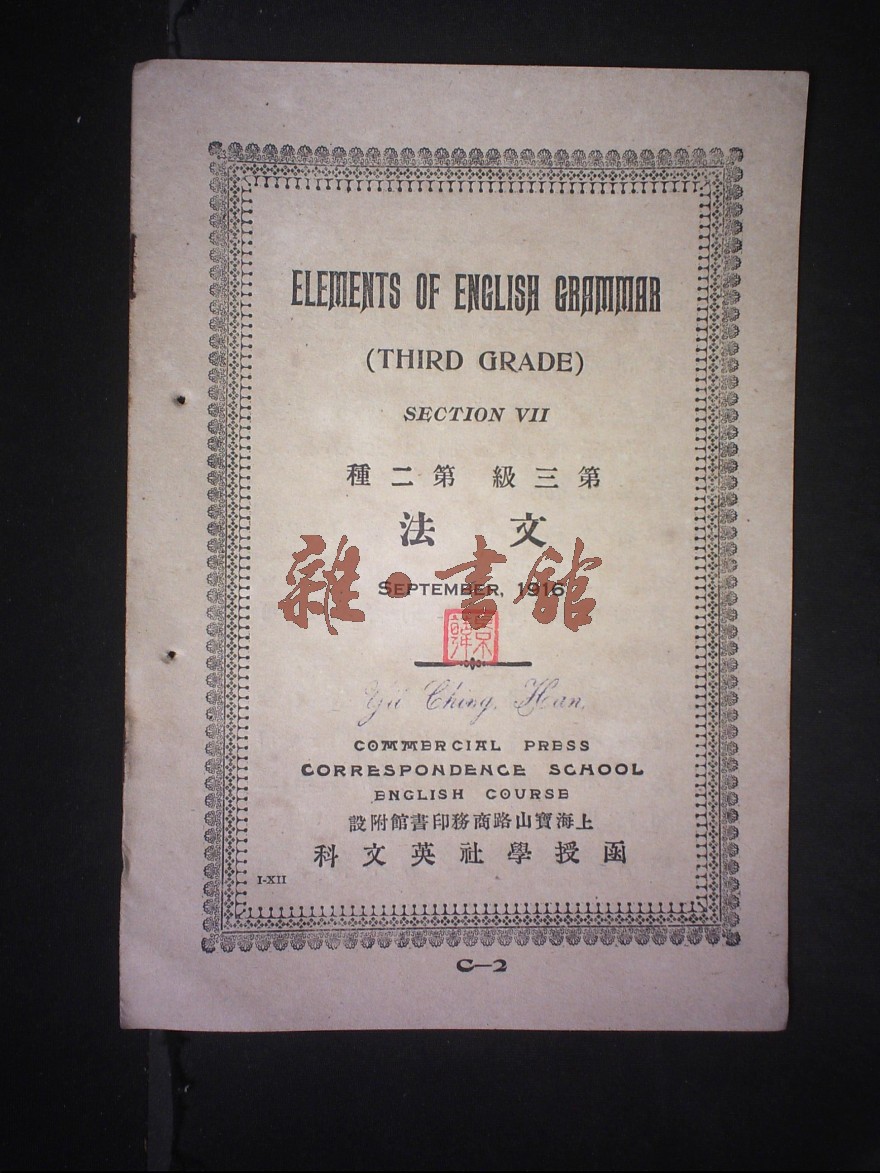 ELEMENTS OF ENGLISH GRAMMAR
(THIRD GRADE)
SECTION VII
第三級 第二種
文法
雜·書館
SEPTEMBER, 1916
Yü Ching, Han.
COMMERCIAL PRESS
CORRESPONDENCE SCHOOL
ENGLISH COURSE
上海寶山路商務印書館附設
函授學社英文科
I-XII
C—2